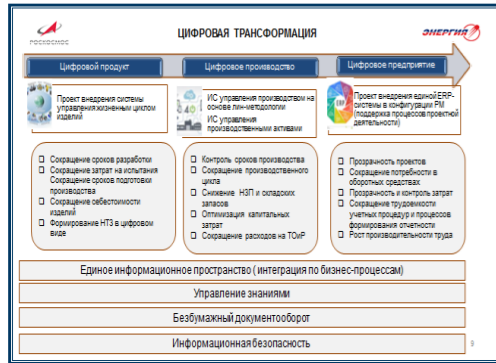 РОСКОСМОС
ЦИФРОВАЯ ТРАНСФОРМАЦИЯ
ЭНЕРГИЯ
Цифровой продукт
Цифровое производство
Цифровое предприятие
Проект внедрения системы
управления жизненным циклом
изделий
4.0
ИС управления производством на
основе лин-методологии
ИС управления
производственными активами
ERP
Проект внедрения единой ERP-
системы в конфигурации PM
(поддержка процессов проектной
деятельности)
Сокращение сроков разработки
Сокращение затрат на испытания
Сокращение сроков подготовки
производства
Сокращение себестоимости
изделий
Формирование НТЗ в цифровом
виде
Контроль сроков производства
Сокращение производственного
цикла
Снижение НЗП и складских
запасов
Оптимизация капитальных
затрат
Сокращение расходов на ТОиР
Прозрачность проектов
Сокращение потребности в
оборотных средствах
Прозрачность и контроль затрат
Сокращение трудоемкости
учетных процедур и процессов
формирования отчетности
Рост производительности труда
Единое информационное пространство ( интеграция по бизнес-процессам)
Управление знаниями
Безбумажный документооборот
Информационная безопасность
9